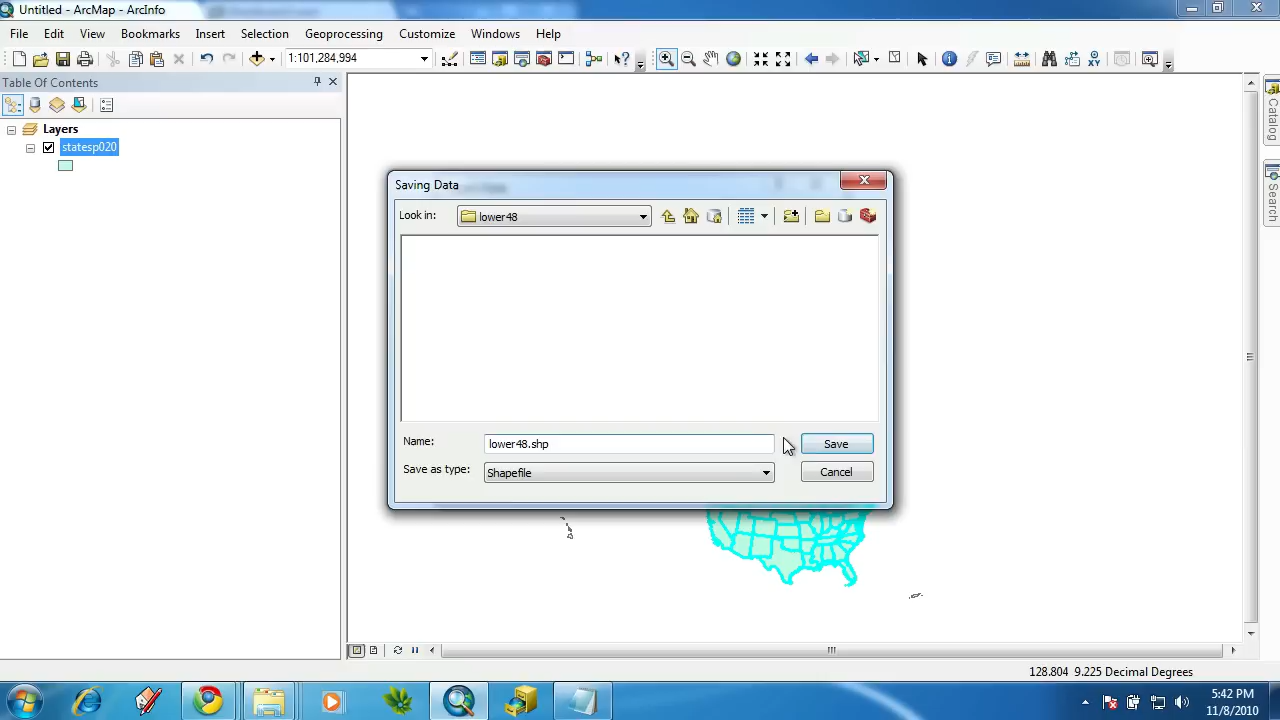 Untitled - ArcMap - ArcInfo
File Edit View Bookmarks Insert Selection Geoprocessing Customize Windows Help
1:101,284,994
Table Of Contents
Layers
statesp020
Saving Data
Look in: lower48
Name: lower48.shp
Save
Save as type: Shapefile
Cancel
Catalog
Search
128.804 9.225 Decimal Degrees
5:42 PM
11/8/2010